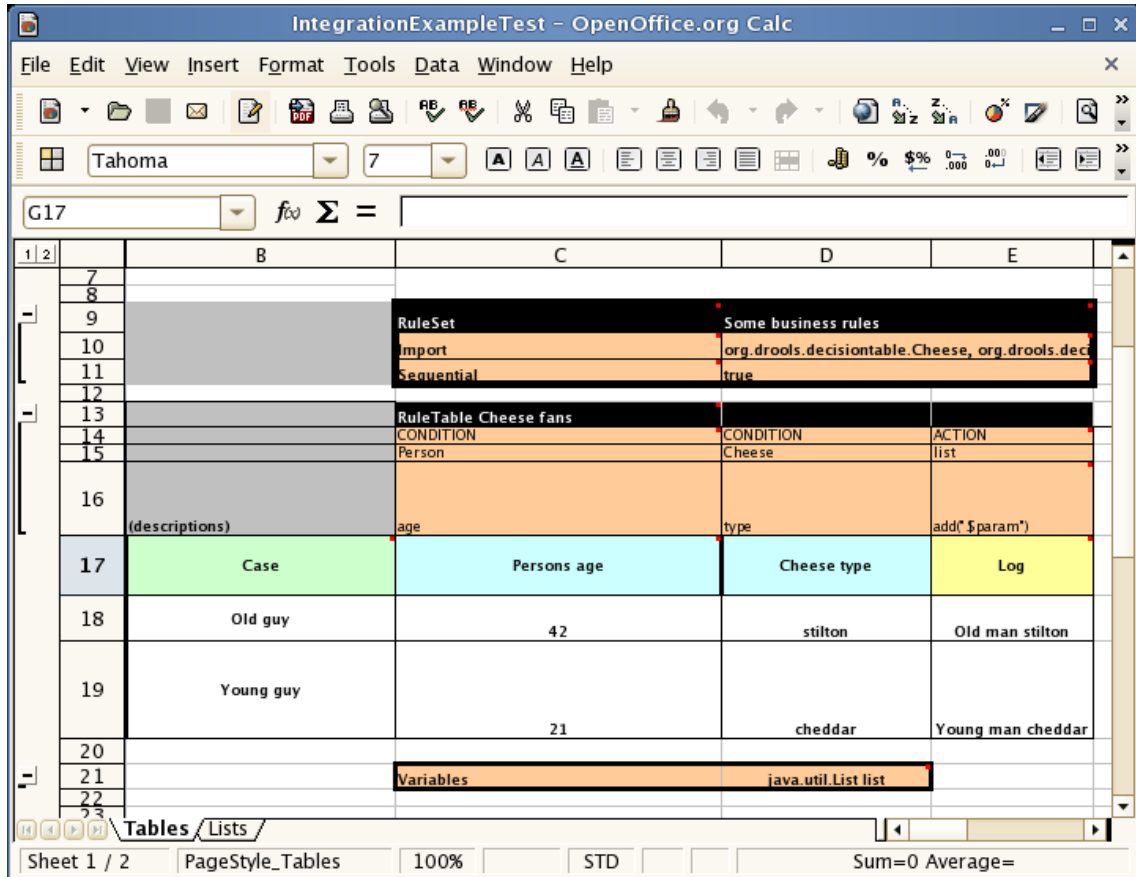 IntegrationExampleTest - OpenOffice.org Calc
File Edit View Insert Format Tools Data Window Help
Tahoma 7
G17
1 2 B C D E
7
8
9 RuleSet Some business rules
10 Import org.drools.decisiontable.Cheese, org.drools.deci
11 Sequential true
12
13 RuleTable Cheese fans
14 CONDITION CONDITION ACTION
15 Person Cheese list
16 (descriptions) age type add("$param")
17 Case Persons age Cheese type Log
18 Old guy 42 stilton Old man stilton
19 Young guy 21 cheddar Young man cheddar
20
21 Variables java.util.List list
22
23
Tables Lists
Sheet 1 / 2 PageStyle_Tables 100% STD Sum=0 Average=